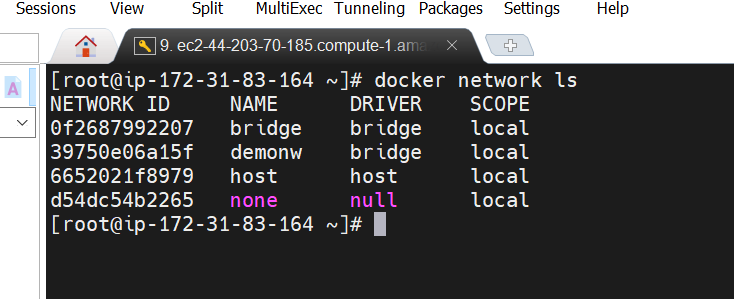 Sessions View Split MultiExec Tunneling Packages Settings Help
9. ec2-44-203-70-185.compute-1.ama
A
[root@ip-172-31-83-164 ~]# docker network ls
NETWORK ID NAME DRIVER SCOPE
0f2687992207 bridge bridge local
39750e06a15f demonw bridge local
6652021f8979 host host local
d54dc54b2265 none null local
[root@ip-172-31-83-164 ~]#